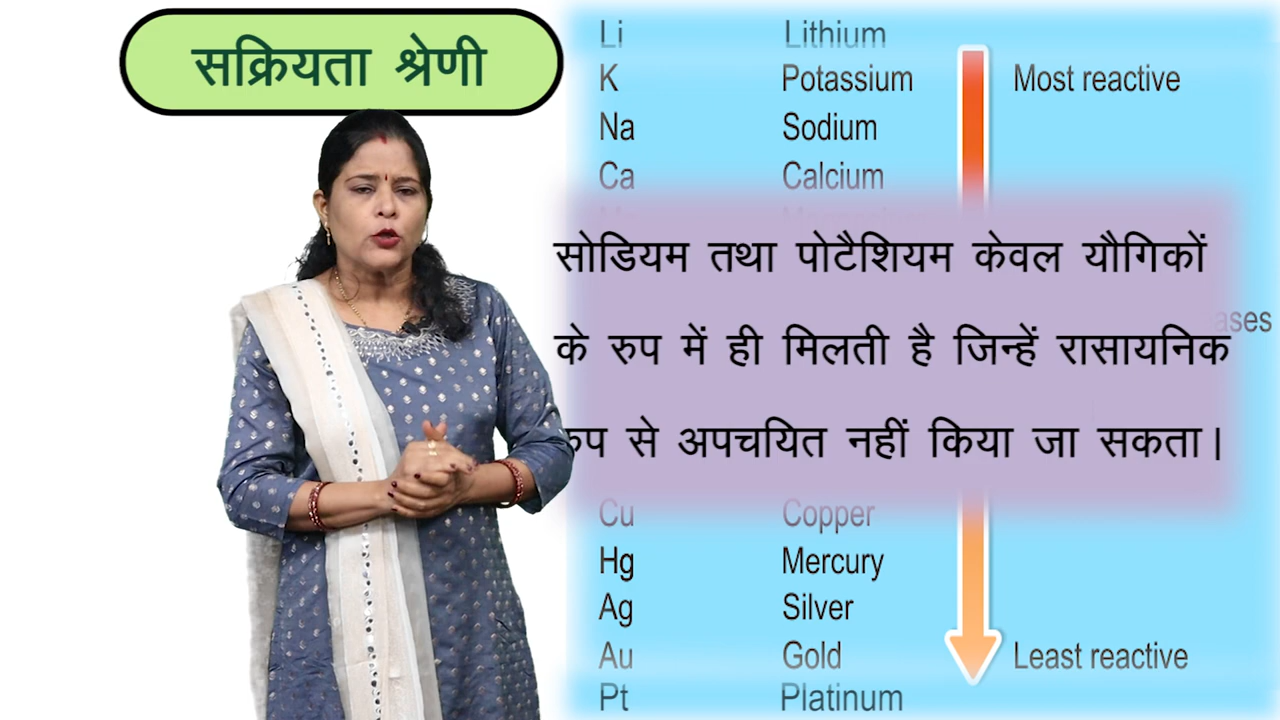 सक्रियता श्रेणी
Li Lithium
K Potassium Most reactive
Na Sodium
Ca Calcium
सोडियम तथा पोटैशियम केवल यौगिकों
के रुप में ही मिलती है जिन्हें रासायनिक
रुप से अपचयित नहीं किया जा सकता।
Cu Copper
Hg Mercury
Ag Silver
Au Gold Least reactive
Pt Platinum